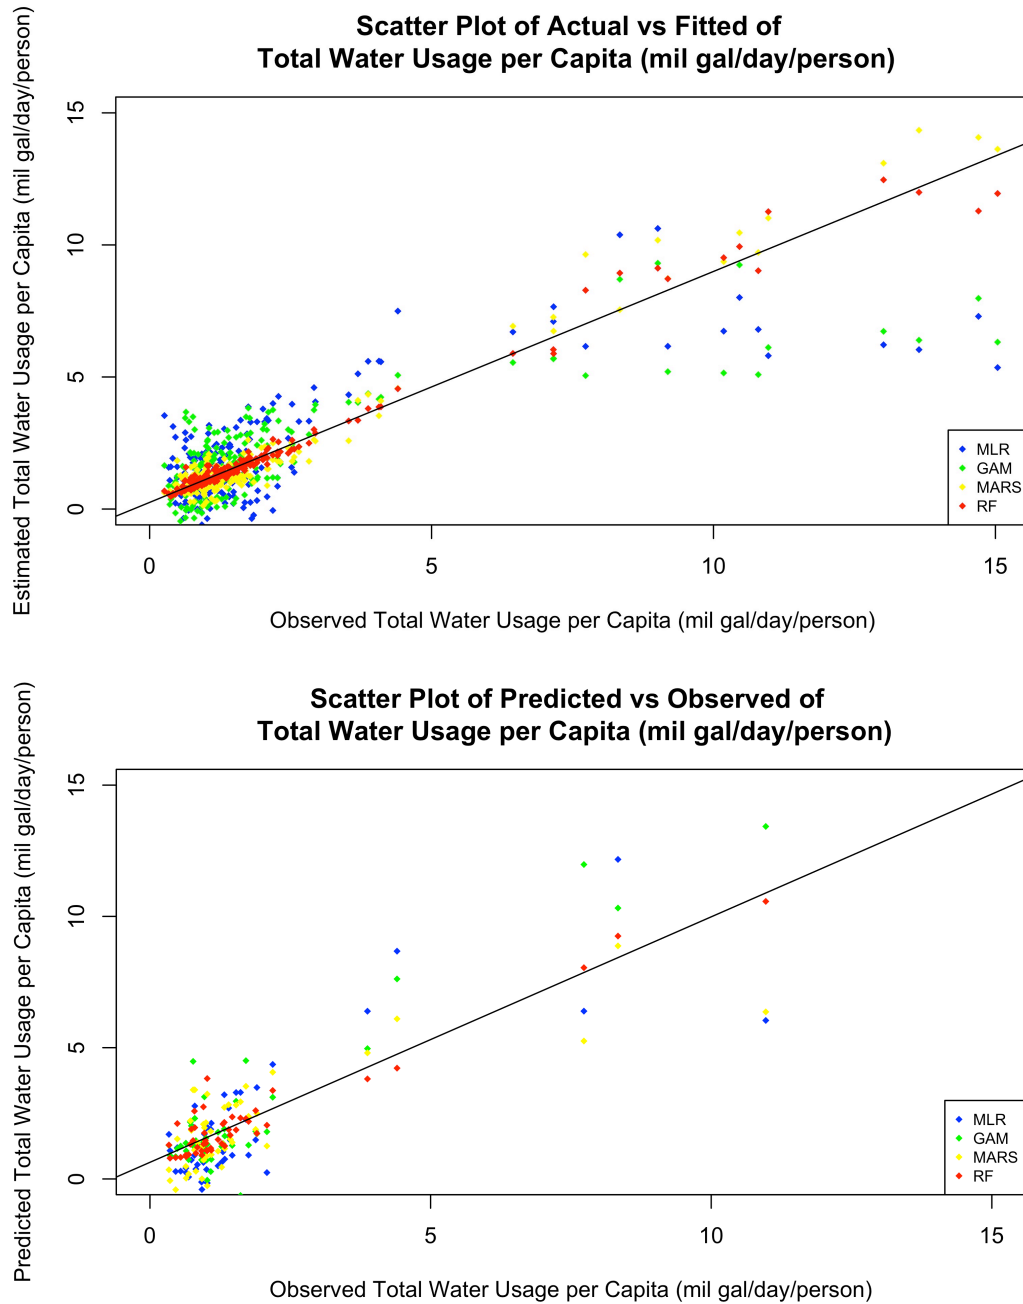 Scatter Plot of Actual vs Fitted of
Total Water Usage per Capita (mil gal/day/person)
Estimated Total Water Usage per Capita (mil gal/day/person)
15
10
5
0
MLR
GAM
MARS
RF
0 5 10 15
Observed Total Water Usage per Capita (mil gal/day/person)
Scatter Plot of Predicted vs Observed of
Total Water Usage per Capita (mil gal/day/person)
Predicted Total Water Usage per Capita (mil gal/day/person)
15
10
5
0
MLR
GAM
MARS
RF
0 5 10 15
Observed Total Water Usage per Capita (mil gal/day/person)